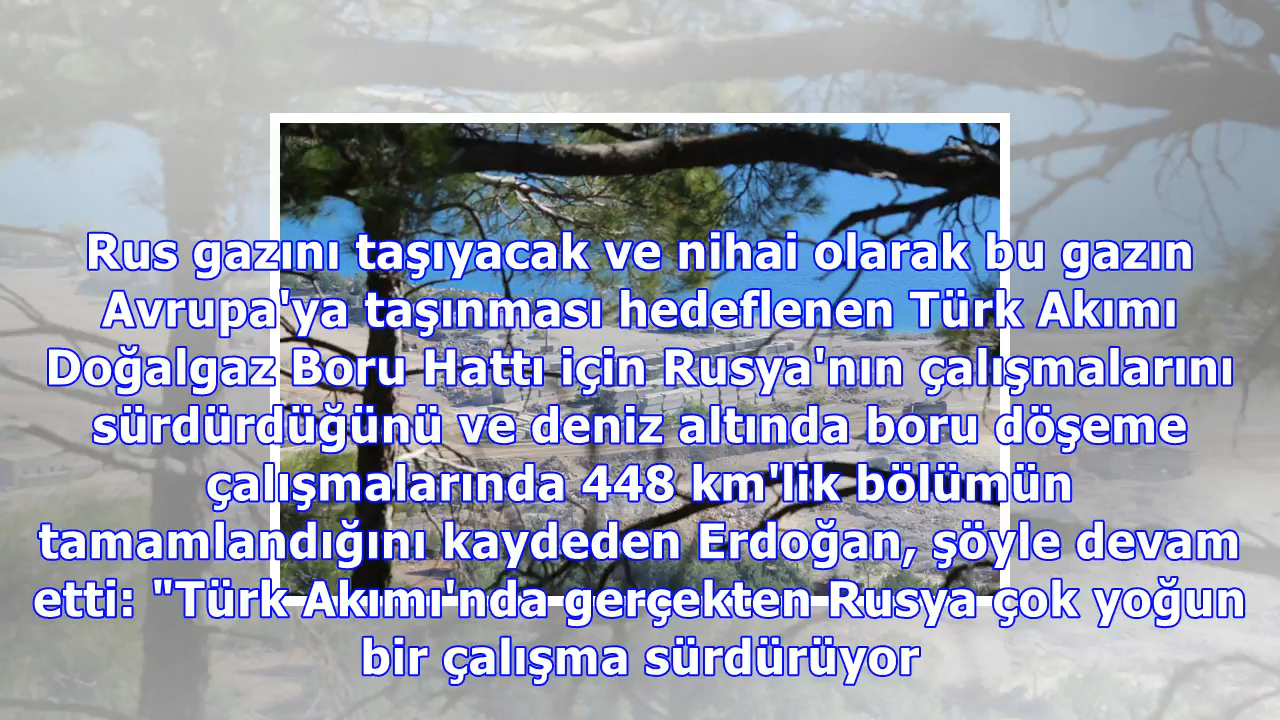 Rus gazını taşıyacak ve nihai olarak bu gazın
Avrupa'ya taşınması hedeflenen Türk Akımı
Doğalgaz Boru Hattı için Rusya'nın çalışmalarını
sürdürdüğünü ve deniz altında boru döşeme
çalışmalarında 448 km'lik bölümün
tamamlandığını kaydeden Erdoğan, şöyle devam
etti: "Türk Akımı'nda gerçekten Rusya çok yoğun
bir çalışma sürdürüyor